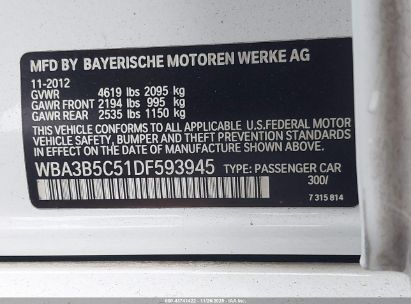 MFD BY BAYERISCHE MOTOREN WERKE AG
11-2012
GVWR 4619 lbs 2095 kg
GAWR FRONT 2194 lbs 995 kg
GAWR REAR 2535 lbs 1150 kg
THIS VEHICLE CONFORMS TO ALL APPLICABLE U.S.FEDERAL MOTOR
VEHICLE SAFETY, BUMPER, AND THEFT PREVENTION STANDARDS
IN EFFECT ON THE DATE OF MANUFACTURE SHOWN ABOVE.
WBA3B5C51DF593945 TYPE: PASSENGER CAR
300/
7 315 814